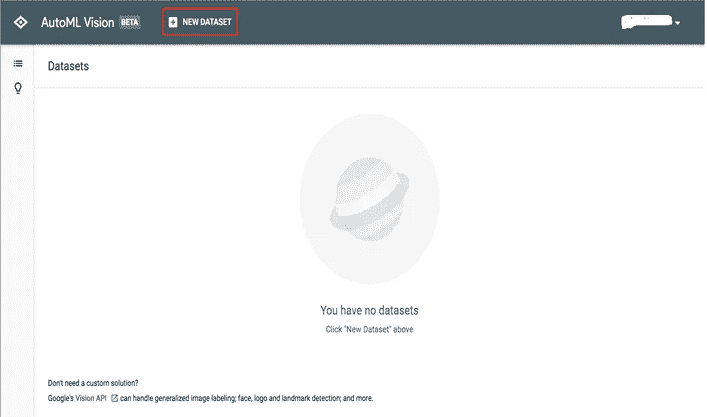 AutoML Vision BETA NEW DATASET
Datasets
You have no datasets
Click "New Dataset" above
Don't need a custom solution?
Google's Vision API can handle generalized image labeling; face, logo and landmark detection; and more.